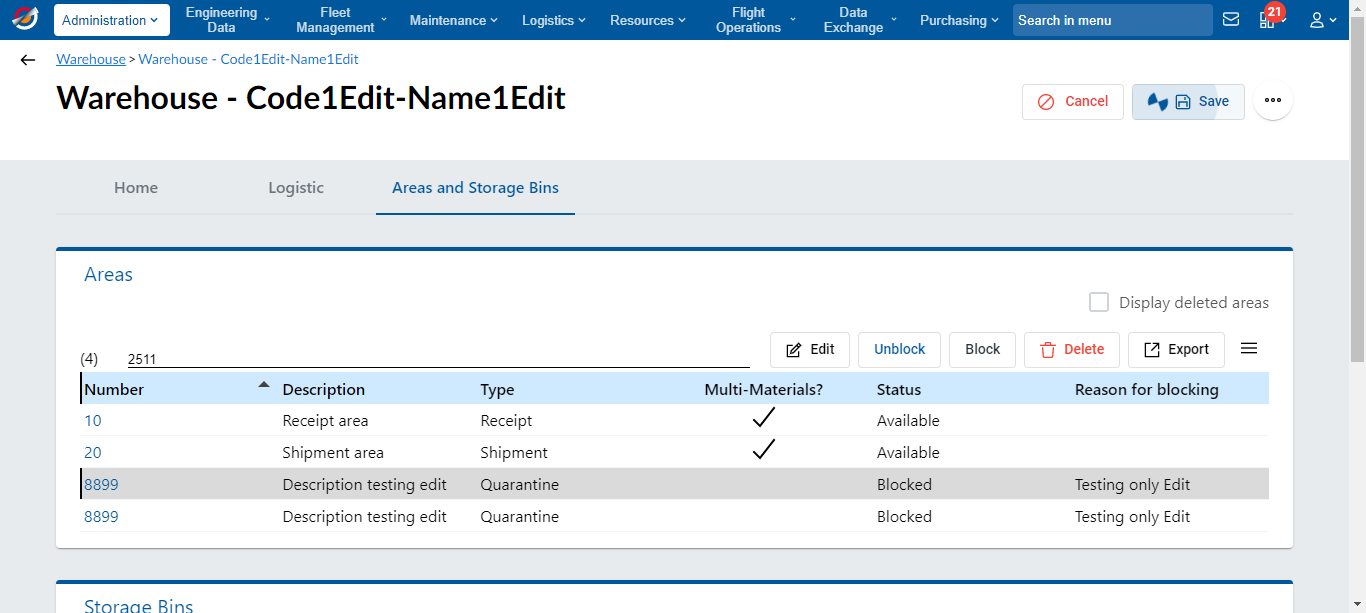 Administration
Engineering Data
Fleet Management
Maintenance
Logistics
Resources
Flight Operations
Data Exchange
Purchasing
Search in menu
21
Warehouse > Warehouse - Code1Edit-Name1Edit
Warehouse - Code1Edit-Name1Edit
Cancel
Save
Home
Logistic
Areas and Storage Bins
Areas
Display deleted areas
(4) 2511
Edit
Unblock
Block
Delete
Export
Number Description Type Multi-Materials? Status Reason for blocking
10 Receipt area Receipt Available
20 Shipment area Shipment Available
8899 Description testing edit Quarantine Blocked Testing only Edit
8899 Description testing edit Quarantine Blocked Testing only Edit
Storage Bins